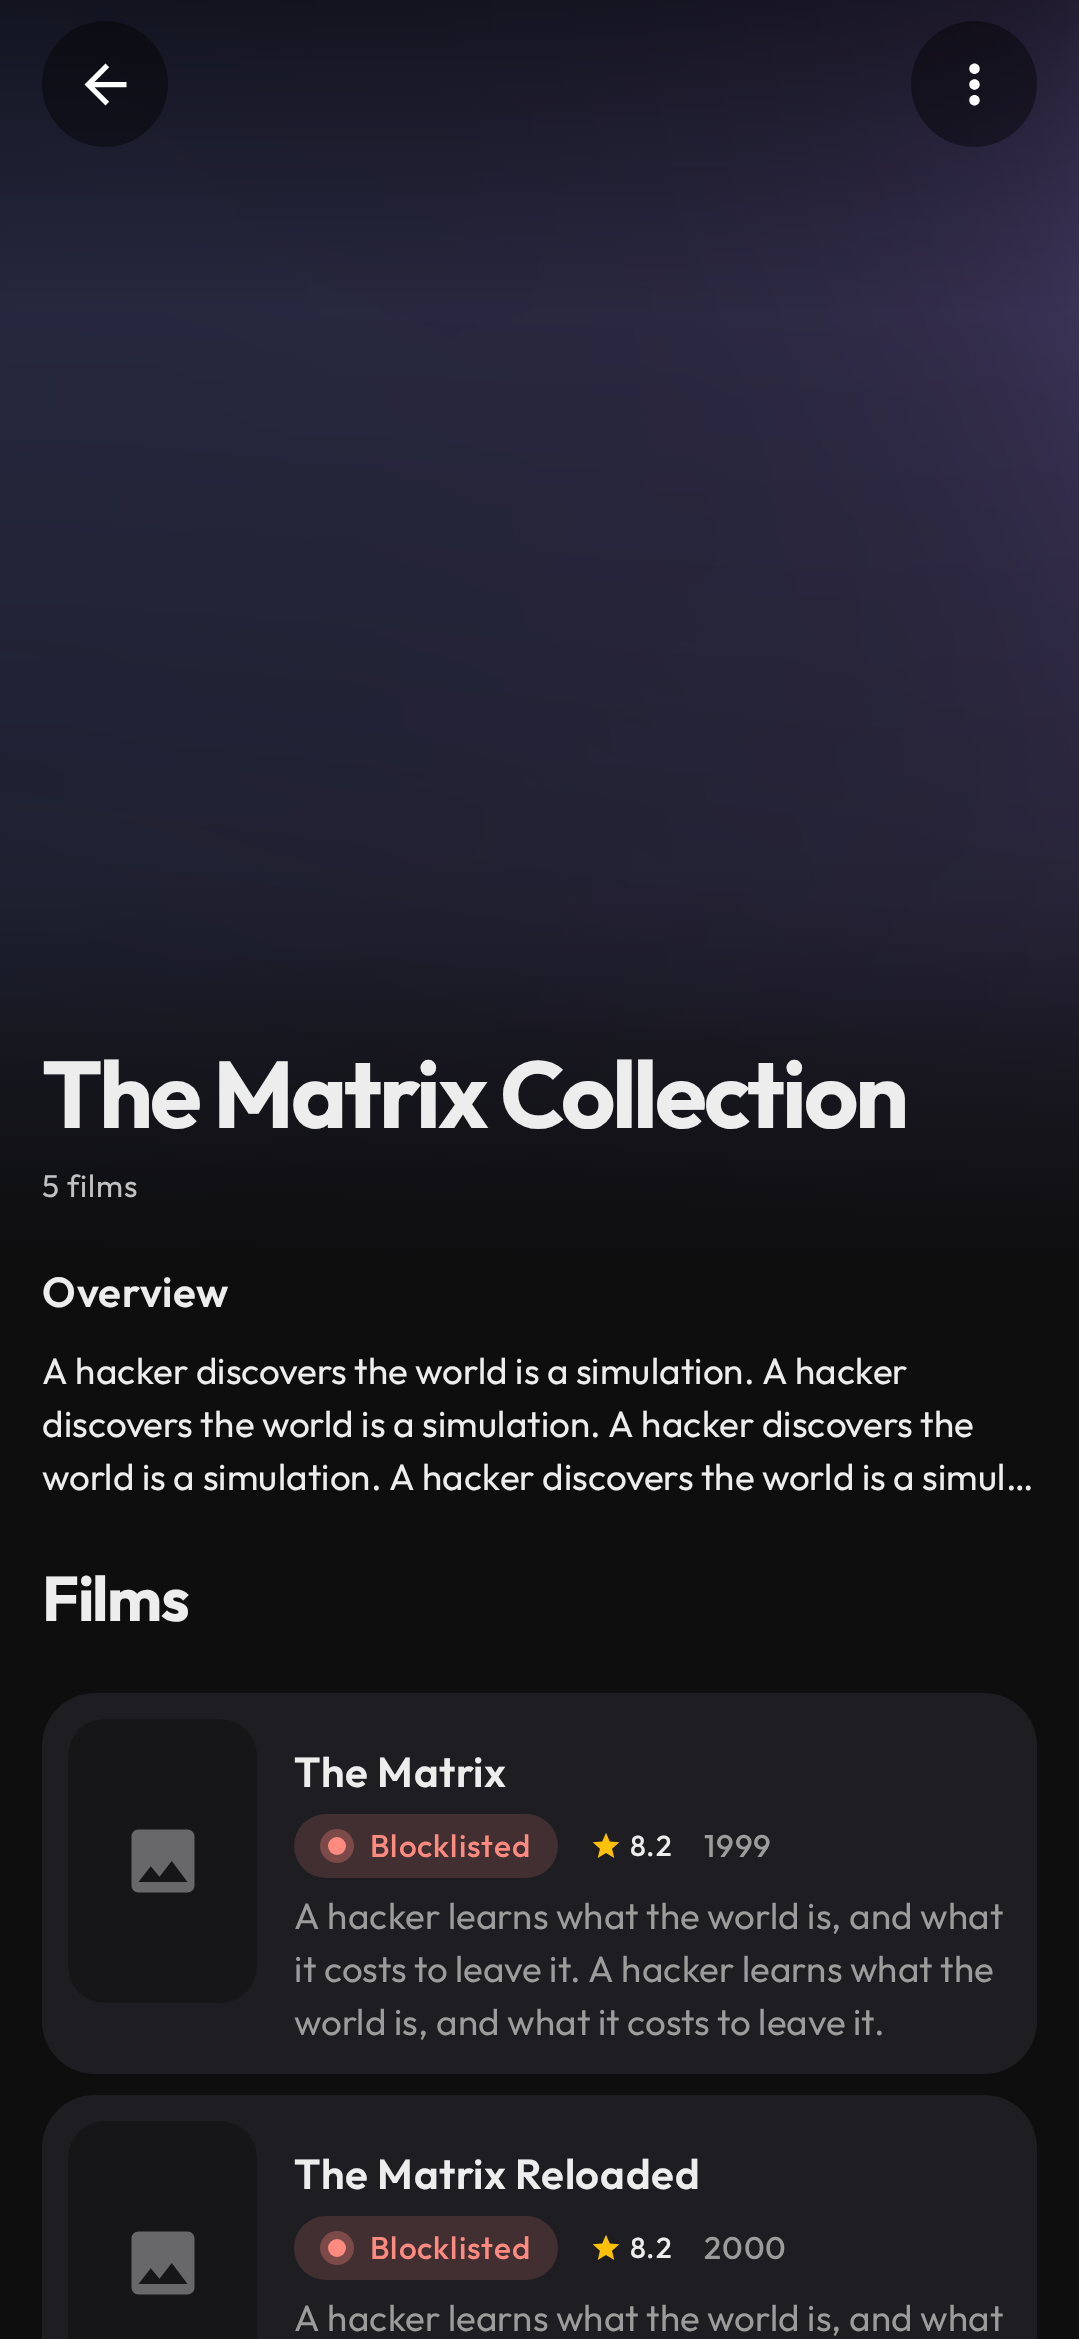 The Matrix Collection
5 films
Overview
A hacker discovers the world is a simulation. A hacker
discovers the world is a simulation. A hacker discovers the
world is a simulation. A hacker discovers the world is a simul...
Films
The Matrix
Blocklisted 8.2 1999
A hacker learns what the world is, and what
it costs to leave it. A hacker learns what the
world is, and what it costs to leave it.
The Matrix Reloaded
Blocklisted 8.2 2000
A hacker learns what the world is, and what